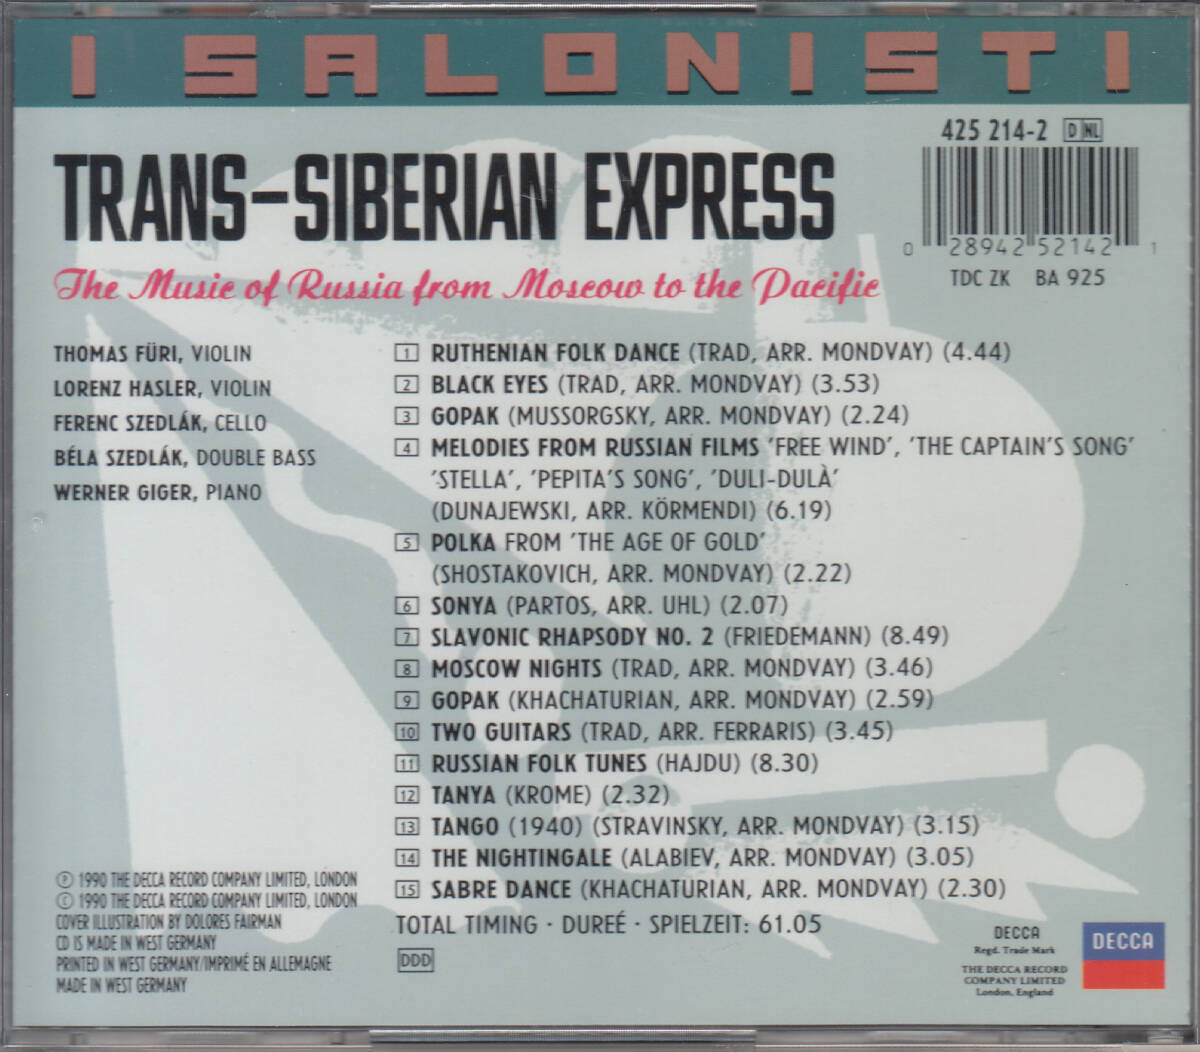 I SALONISTI
425 214-2 D NL
TRANS-SIBERIAN EXPRESS
0 28942 52142 1
The Music of Russia from Moscow to the Pacific
TDC ZK BA 925
THOMAS FÜRI, VIOLIN
LORENZ HASLER, VIOLIN
FERENC SZEDLÁK, CELLO
BÉLA SZEDLÁK, DOUBLE BASS
WERNER GIGER, PIANO
1 RUTHENIAN FOLK DANCE (TRAD, ARR. MONDVAY) (4.44)
2 BLACK EYES (TRAD, ARR. MONDVAY) (3.53)
3 GOPAK (MUSSORGSKY, ARR. MONDVAY) (2.24)
4 MELODIES FROM RUSSIAN FILMS 'FREE WIND', 'THE CAPTAIN'S SONG'
'STELLA', 'PEPITA'S SONG', 'DULI-DULÀ'
(DUNAJEWSKI, ARR. KÖRMENDI) (6.19)
5 POLKA FROM 'THE AGE OF GOLD'
(SHOSTAKOVICH, ARR. MONDVAY) (2.22)
6 SONYA (PARTOS, ARR. UHL) (2.07)
7 SLAVONIC RHAPSODY NO. 2 (FRIEDEMANN) (8.49)
8 MOSCOW NIGHTS (TRAD, ARR. MONDVAY) (3.46)
9 GOPAK (KHACHATURIAN, ARR. MONDVAY) (2.59)
10 TWO GUITARS (TRAD, ARR. FERRARIS) (3.45)
11 RUSSIAN FOLK TUNES (HAJDU) (8.30)
12 TANYA (KROME) (2.32)
13 TANGO (1940) (STRAVINSKY, ARR. MONDVAY) (3.15)
14 THE NIGHTINGALE (ALABIEV, ARR. MONDVAY) (3.05)
15 SABRE DANCE (KHACHATURIAN, ARR. MONDVAY) (2.30)
TOTAL TIMING · DUREÉ · SPIELZEIT: 61.05
DDD
Ⓟ 1990 THE DECCA RECORD COMPANY LIMITED, LONDON
© 1990 THE DECCA RECORD COMPANY LIMITED, LONDON
COVER ILLUSTRATION BY DOLORES FAIRMAN
CD IS MADE IN WEST GERMANY
PRINTED IN WEST GERMANY/IMPRIMÉ EN ALLEMAGNE
MADE IN WEST GERMANY
DECCA
Regd. Trade Mark
THE DECCA RECORD
COMPANY LIMITED
London, England
DECCA